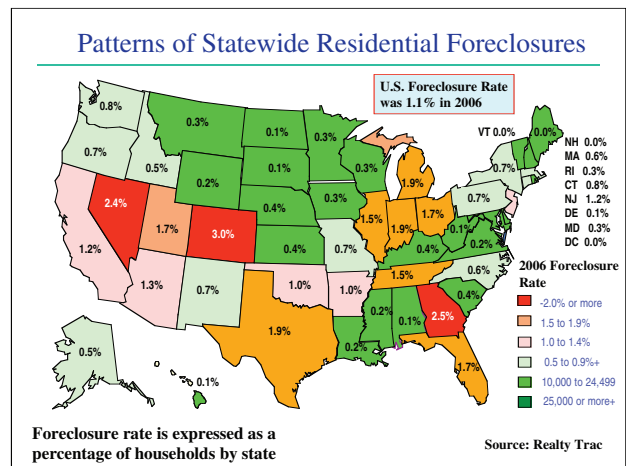 Patterns of Statewide Residential Foreclosures
U.S. Foreclosure Rate
was 1.1% in 2006
0.8%
0.7%
0.5%
0.3%
0.1%
0.3%
0.2%
0.1%
0.3%
1.9%
0.7%
VT 0.0%
0.0%
NH 0.0%
MA 0.6%
RI 0.3%
CT 0.8%
NJ 1..2%
DE 0.1%
MD 0.3%
DC 0.0%
1.2%
2.4%
1.7%
3.0%
0.4%
0.3%
1.5%
1.9%
1.7%
0.7%
0.1%
0.2%
0.4%
0.7%
0.4%
1.3%
0.7%
1.0%
1.0%
1.5%
0.6%
0.4%
1.9%
0.2%
0.2%
0.1%
2.5%
1.7%
0.5%
0.1%
2006 Foreclosure
Rate
-2.0% or more
1.5 to 1.9%
1.0 to 1.4%
0.5 to 0.9%+
10,000 to 24,499
25,000 or more+
Foreclosure rate is expressed as a
percentage of households by state
Source: Realty Trac